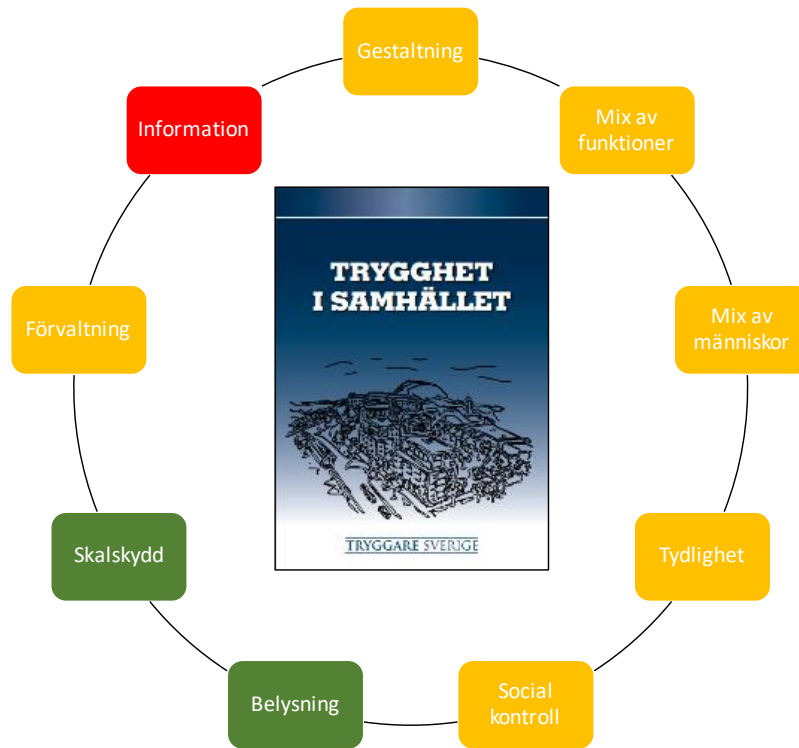 Gestaltning
Mix av
funktioner
Mix av
människor
Tydlighet
Social
kontroll
Belysning
Skalskydd
Förvaltning
Information
TRYGGHET
I SAMHÄLLET
TRYGGARE SVERIGE